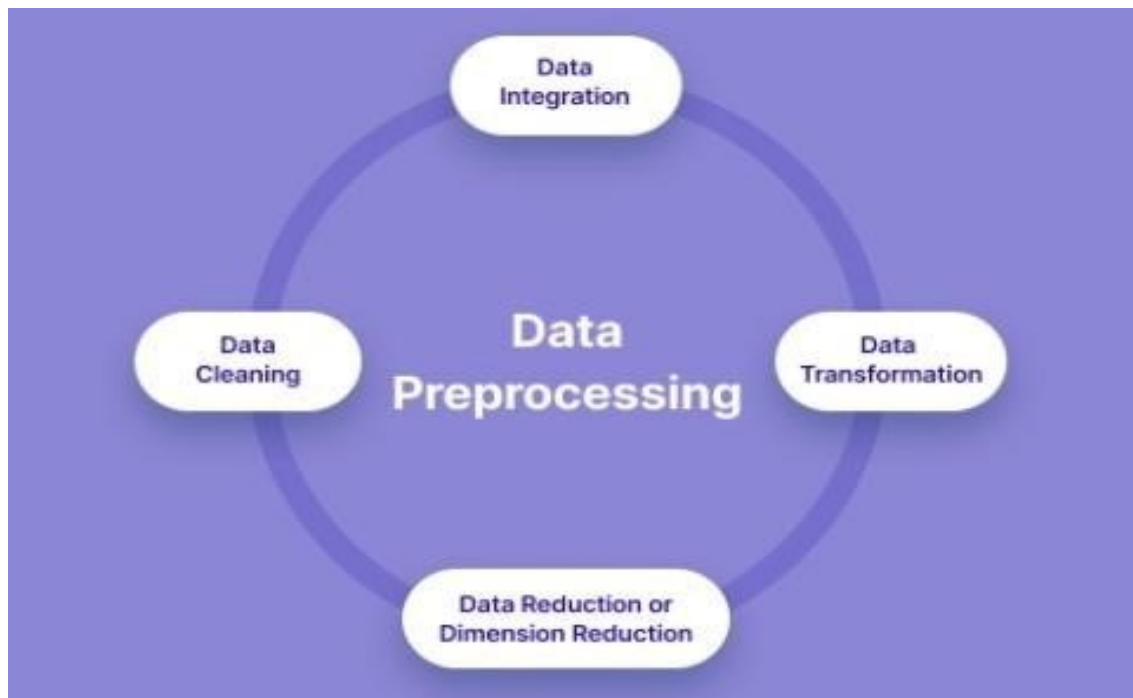 Data
Integration
Data
Cleaning
Data
Preprocessing
Data
Transformation
Data Reduction or
Dimension Reduction